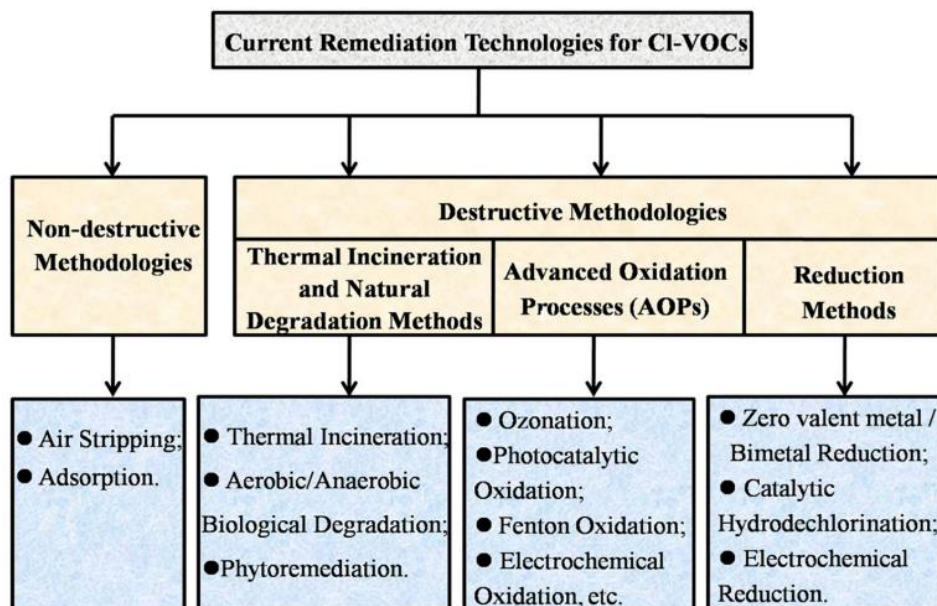 Current Remediation Technologies for Cl-VOCs
Non-destructive
Methodologies
Destructive Methodologies
Thermal Incineration
and Natural
Degradation Methods
Advanced Oxidation
Processes (AOPs)
Reduction
Methods
● Air Stripping;
● Adsorption.
● Thermal Incineration;
● Aerobic/Anaerobic
Biological Degradation;
●Phytoremediation.
● Ozonation;
●Photocatalytic
Oxidation;
● Fenton Oxidation;
● Electrochemical
Oxidation, etc.
● Zero valent metal /
Bimetal Reduction;
● Catalytic
Hydrodechlorination;
● Electrochemical
Reduction.